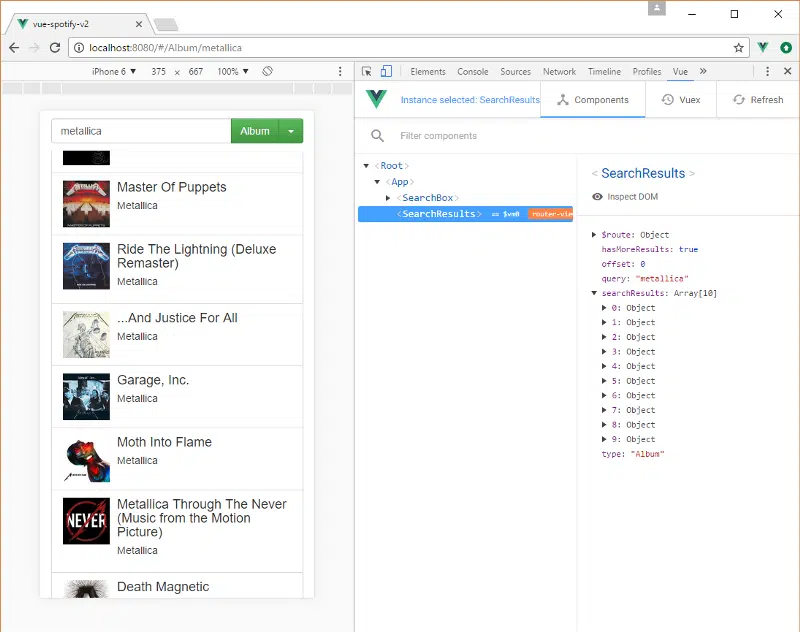 vue-spotify-v2
localhost:8080/#/Album/metallica
iPhone 6 ▼ 375 × 667 100% ▼
Elements Console Sources Network Timeline Profiles Vue »
metallica Album
Master Of Puppets
Metallica
Ride The Lightning (Deluxe
Remaster)
Metallica
...And Justice For All
Metallica
Garage, Inc.
Metallica
Moth Into Flame
Metallica
NEVER
Metallica Through The Never
(Music from the Motion
Picture)
Metallica
Death Magnetic
Instance selected: SearchResults
Components
Vuex
Refresh
Filter components
<Root>
<App>
<SearchBox>
<SearchResults> == $vm0 router-vie
< SearchResults >
Inspect DOM
$route: Object
hasMoreResults: true
offset: 0
query: "metallica"
searchResults: Array[10]
0: Object
1: Object
2: Object
3: Object
4: Object
5: Object
6: Object
7: Object
8: Object
9: Object
type: "Album"